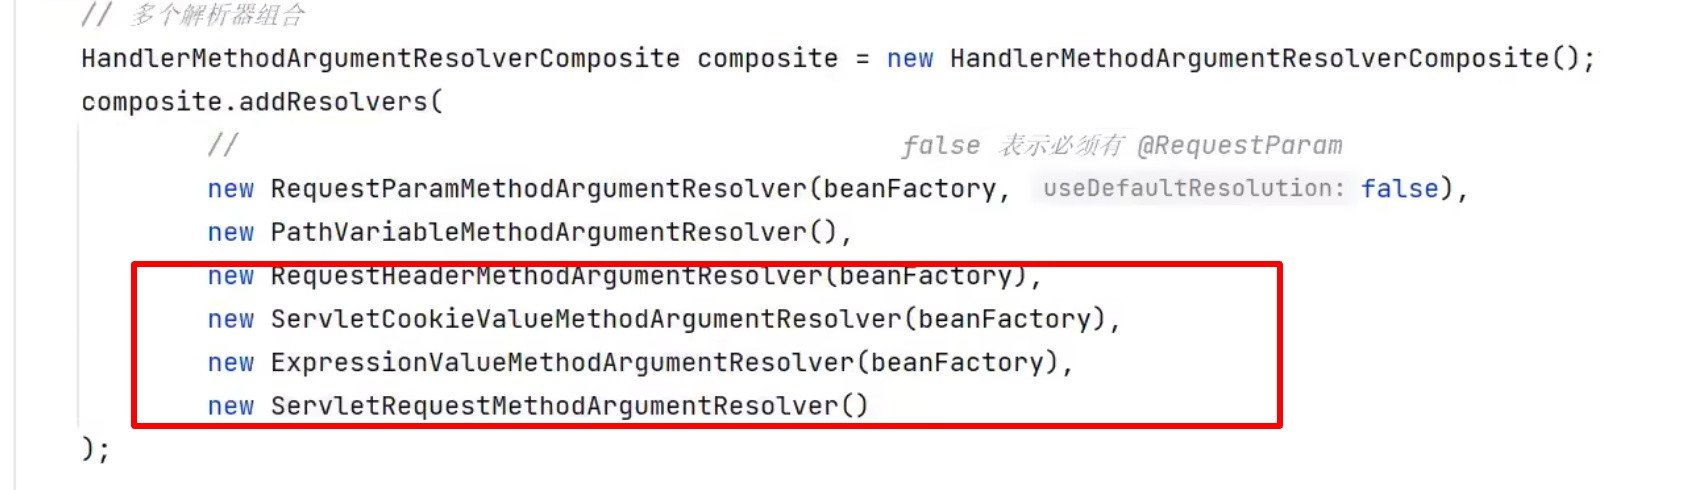 // 多个解析器组合
HandlerMethodArgumentResolverComposite composite = new HandlerMethodArgumentResolverComposite();
composite.addResolvers(
// false 表示必须有 @RequestParam
new RequestParamMethodArgumentResolver(beanFactory, useDefaultResolution: false),
new PathVariableMethodArgumentResolver(),
new RequestHeaderMethodArgumentResolver(beanFactory),
new ServletCookieValueMethodArgumentResolver(beanFactory),
new ExpressionValueMethodArgumentResolver(beanFactory),
new ServletRequestMethodArgumentResolver()
);